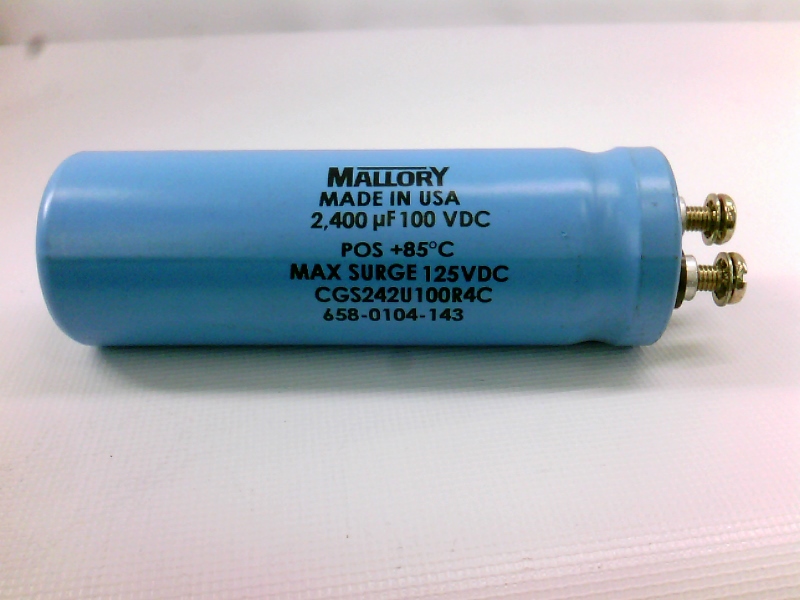 MALLORY
MADE IN USA
2,400 µF 100 VDC
POS +85°C
MAX SURGE 125VDC
CGS242U100R4C
658-0104-143